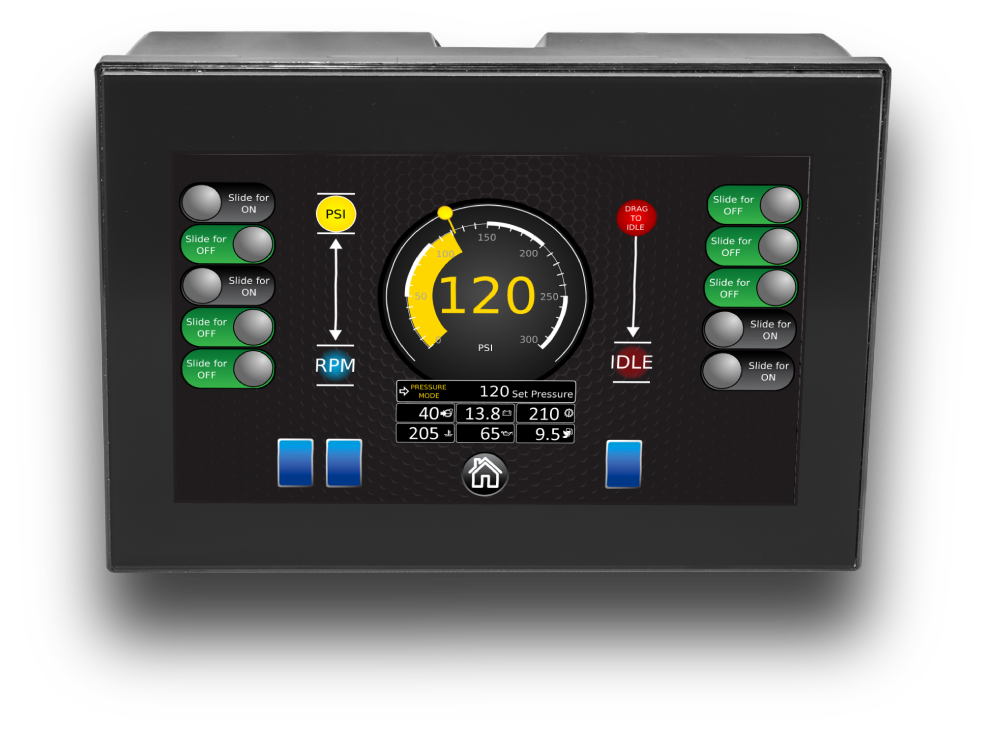 Slide for
ON
Slide for
OFF
Slide for
ON
Slide for
OFF
Slide for
OFF
PSI
RPM
50
100
150
200
250
300
120
PSI
DRAG
TO
IDLE
IDLE
Slide for
OFF
Slide for
OFF
Slide for
OFF
Slide for
ON
Slide for
ON
PRESSURE
MODE
120 Set Pressure
40 13.8 210
205 65 9.5